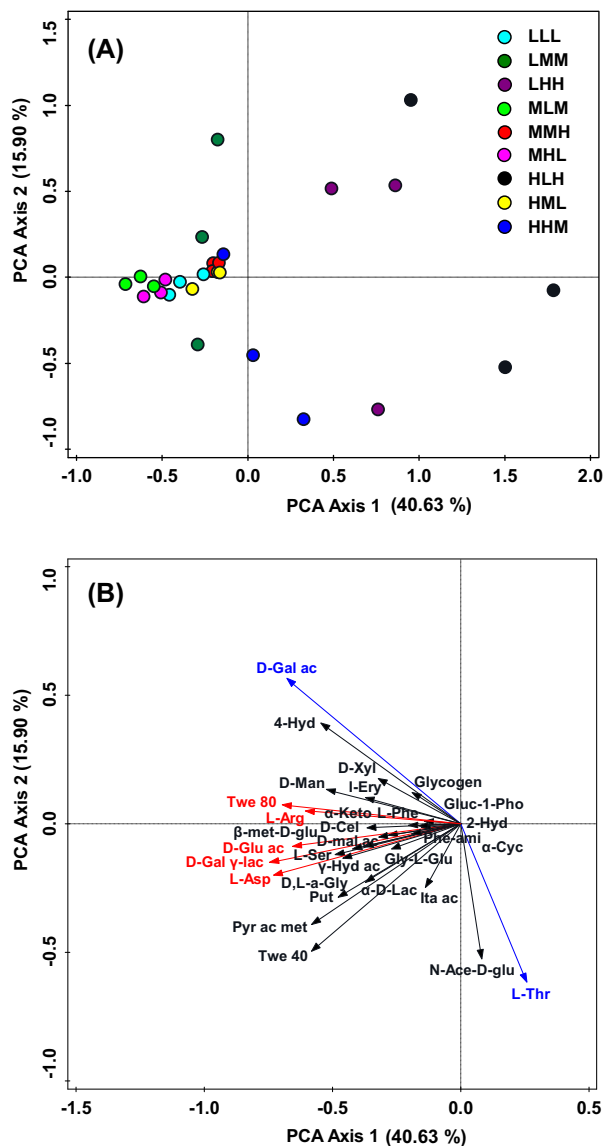 (A)
LLL
LMM
LHH
MLM
MMH
MHL
HLH
HML
HHM
PCA Axis 2 (15.90 %)
1.0
0.5
0.0
-0.5
-1.0
-1.0 -0.5 0.0 0.5 1.0 1.5 2.0
PCA Axis 1 (40.63 %)
(B)
PCA Axis 2 (15.90 %)
1.0
0.5
0.0
-0.5
-1.0
D-Gal ac
4-Hyd
D-Xyl
Glycogen
D-Man
I-Ery
Twe 80
Gluc-1-Pho
L-Arg
α-Keto
L-Phe
2-Hyd
β-met-D-glu
D-Cel
D-mal ac
Phe-ami
D-Glu ac
α-Cyc
L-Ser
D-Gal γ-lac
γ-Hyd ac
Gly-L-Glu
L-Asp
D,L-a-Gly
α-D-Lac
Put
Ita ac
Pyr ac met
Twe 40
N-Ace-D-glu
L-Thr
-1.5 -1.0 -0.5 0.0 0.5
PCA Axis 1 (40.63 %)